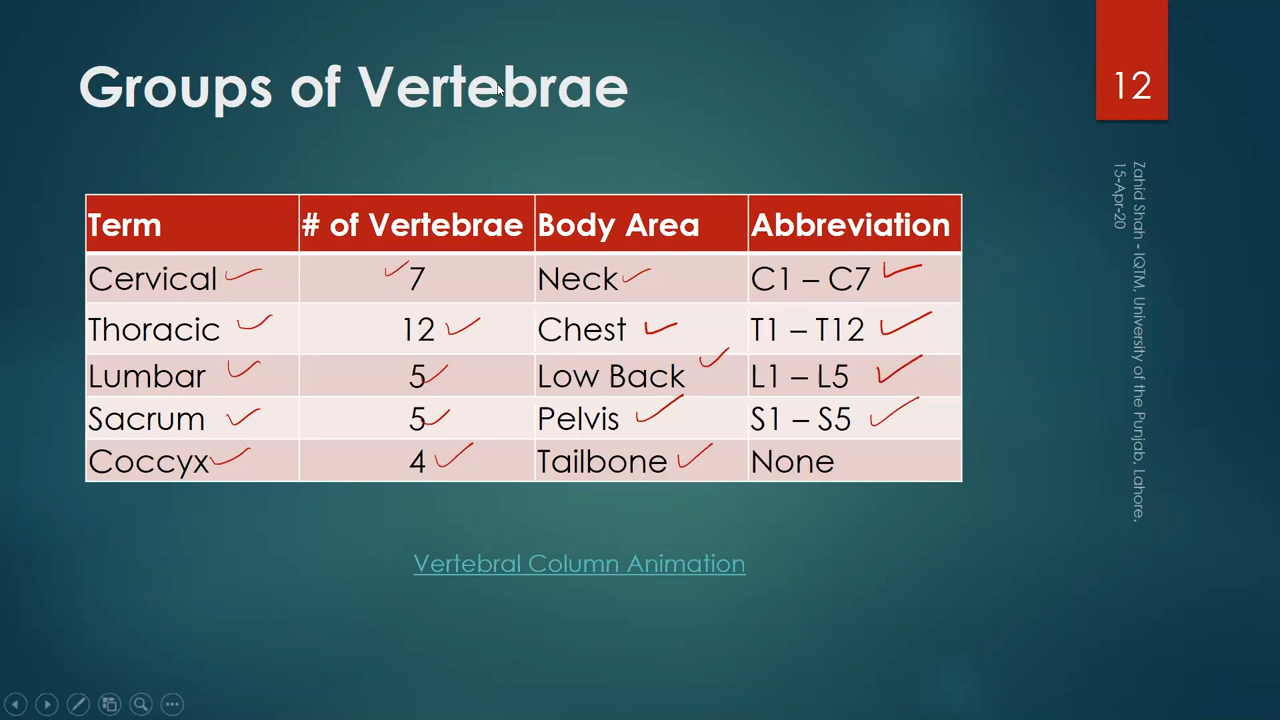 Groups of Vertebrae
12
Term # of Vertebrae Body Area Abbreviation
Cervical 7 Neck C1 – C7
Thoracic 12 Chest T1 – T12
Lumbar 5 Low Back L1 – L5
Sacrum 5 Pelvis S1 – S5
Coccyx 4 Tailbone None
Vertebral Column Animation
Zahid Shah - IQTM, University of the Punjab, Lahore.
15-Apr-20